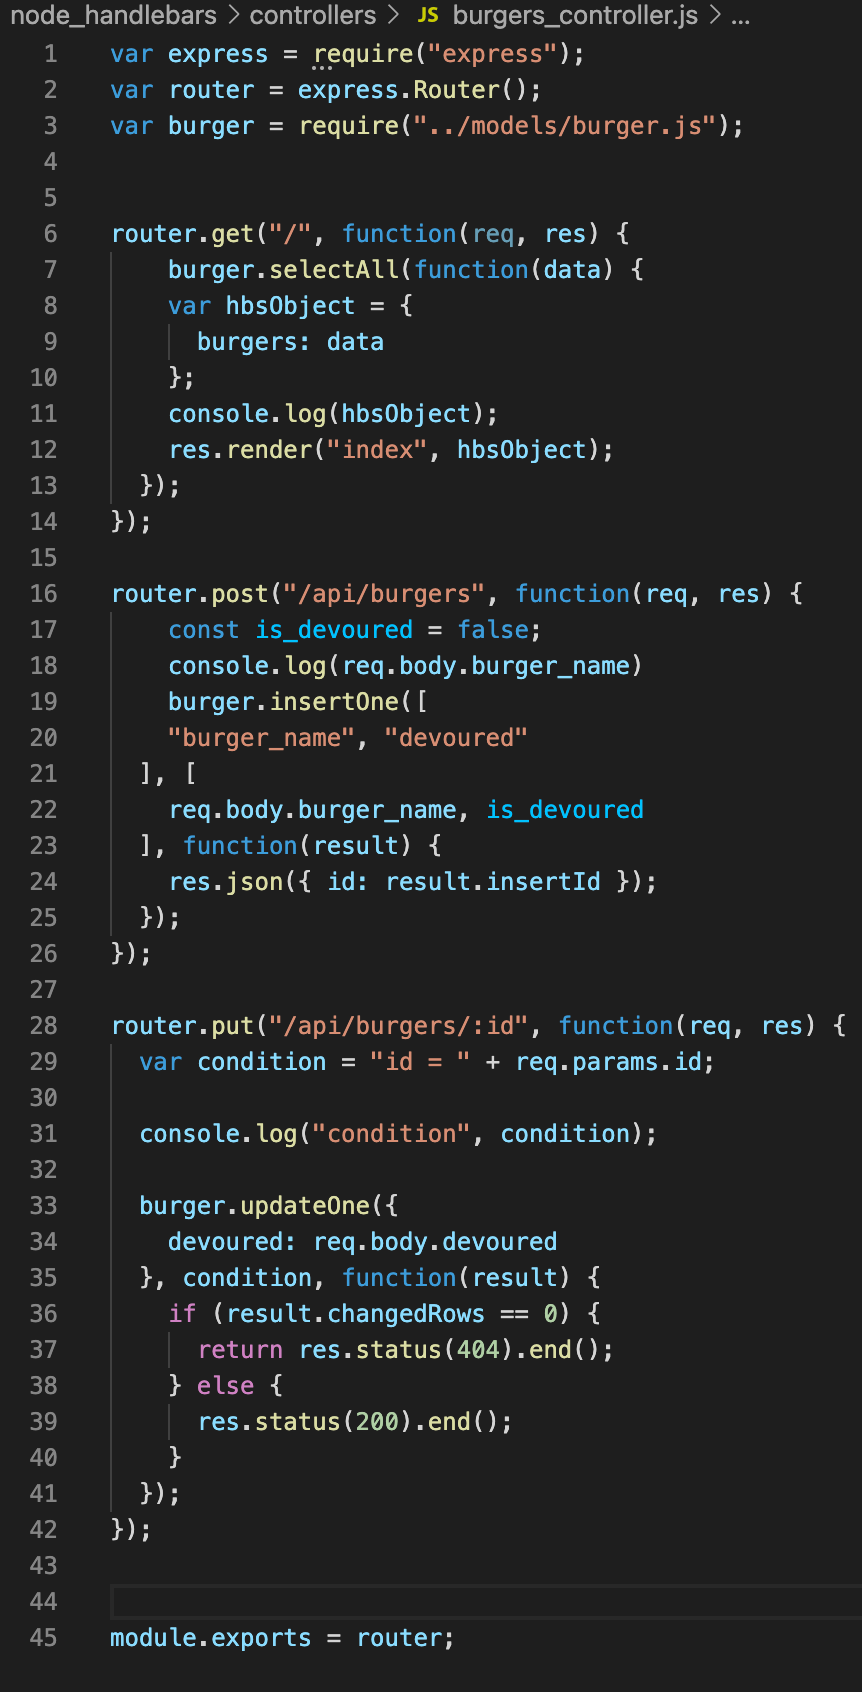 node_handlebars > controllers > JS burgers_controller.js > ...
1 var express = require("express");
2 var router = express.Router();
3 var burger = require("../models/burger.js");
4
5
6 router.get("/", function(req, res) {
7     burger.selectAll(function(data) {
8     var hbsObject = {
9       burgers: data
10     };
11     console.log(hbsObject);
12     res.render("index", hbsObject);
13   });
14 });
15
16 router.post("/api/burgers", function(req, res) {
17     const is_devoured = false;
18     console.log(req.body.burger_name)
19     burger.insertOne([
20     "burger_name", "devoured"
21   ], [
22     req.body.burger_name, is_devoured
23   ], function(result) {
24     res.json({ id: result.insertId });
25   });
26 });
27
28 router.put("/api/burgers/:id", function(req, res) {
29   var condition = "id = " + req.params.id;
30
31   console.log("condition", condition);
32
33   burger.updateOne({
34     devoured: req.body.devoured
35   }, condition, function(result) {
36     if (result.changedRows == 0) {
37       return res.status(404).end();
38     } else {
39       res.status(200).end();
40     }
41   });
42 });
43
44
45 module.exports = router;